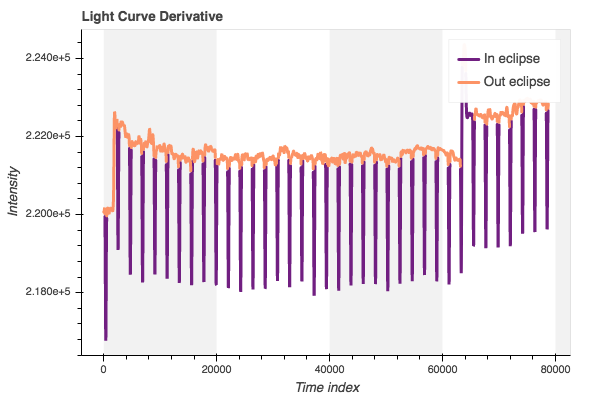 Light Curve Derivative
In eclipse
Out eclipse
2.240e+5
2.220e+5
2.200e+5
2.180e+5
Intensity
0 20000 40000 60000 80000
Time index